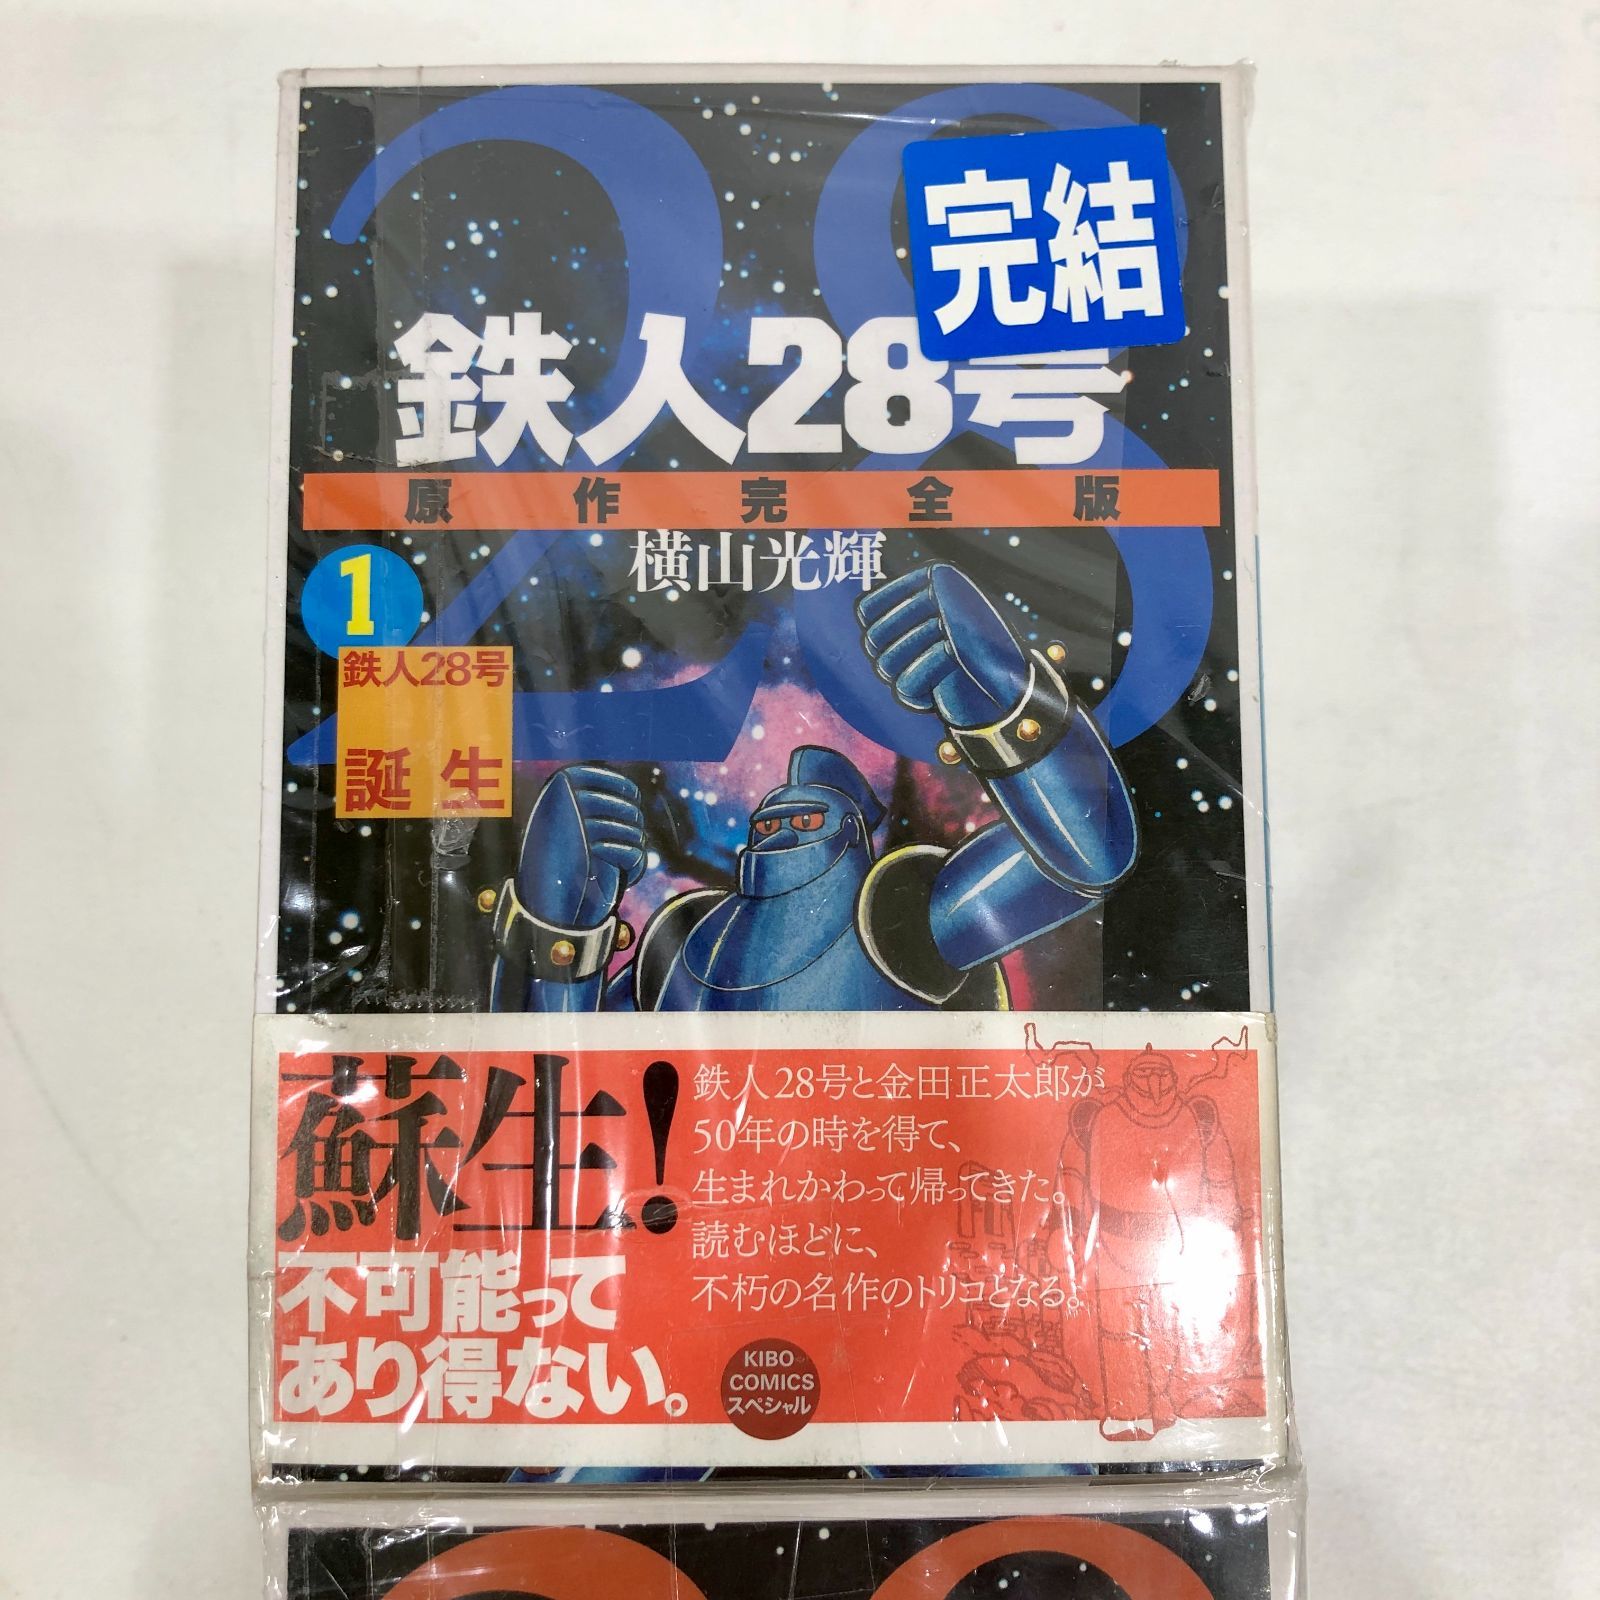 完結
鉄人28号
原作完全版
横山光輝
1
鉄人28号
誕生
蘇生!
不可能って
あり得ない。
鉄人28号と金田正太郎が
50年の時を得て、
生まれかわって帰ってきた。
読むほどに、
不朽の名作のトリコとなる。
KIBO
COMICS
スペシャル